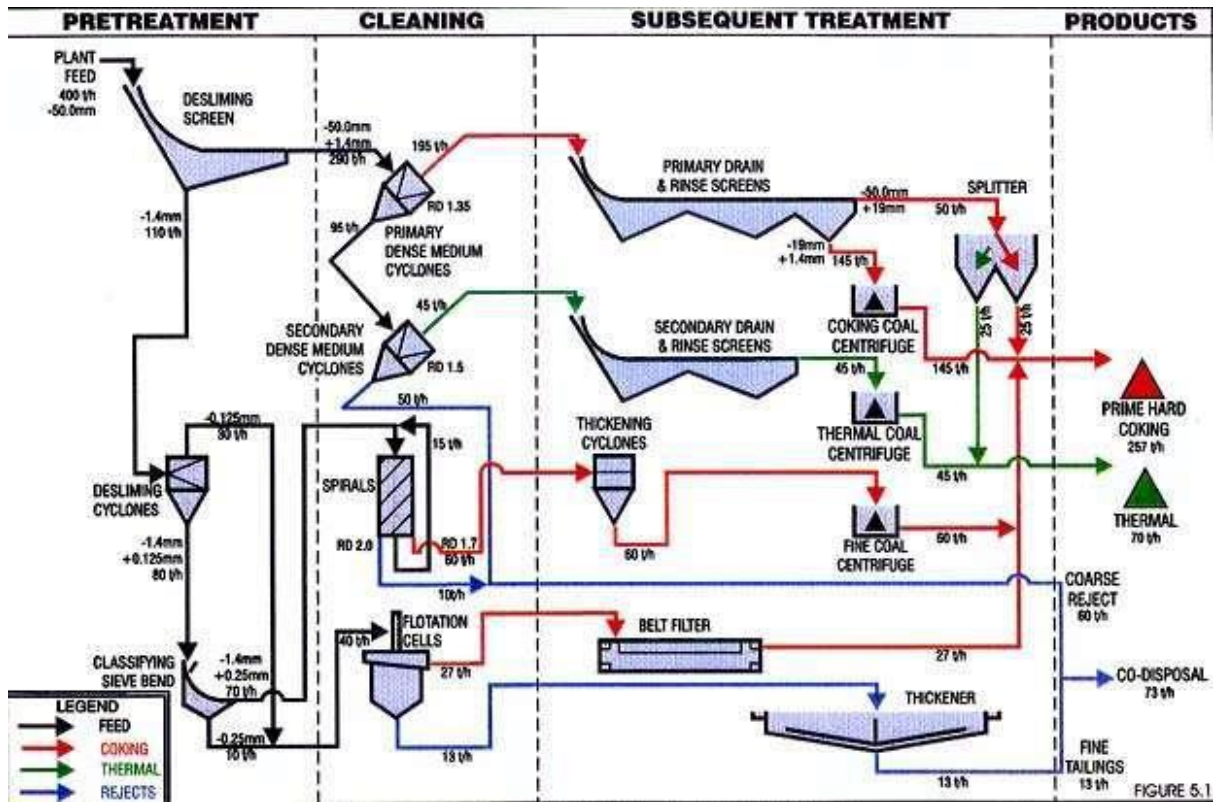 PRETREATMENT
CLEANING
SUBSEQUENT TREATMENT
PRODUCTS
PLANT
FEED
400 t/h
-50.0mm
DESLIMING
SCREEN
-50.0mm
+1.4mm
290 t/h
195 t/h
RD 1.35
95 t/h
PRIMARY
DENSE MEDIUM
CYCLONES
PRIMARY DRAIN
& RINSE SCREENS
-50.0mm
+19mm
50 t/h
SPLITTER
-19mm
+1.4mm
145 t/h
-1.4mm
110 t/h
45 t/h
SECONDARY
DENSE MEDIUM
CYCLONES
RD 1.5
50 t/h
SECONDARY DRAIN
& RINSE SCREENS
COKING COAL
CENTRIFUGE
25 t/h
25 t/h
145 t/h
45 t/h
THERMAL COAL
CENTRIFUGE
45 t/h
PRIME HARD
COKING
257 t/h
THERMAL
70 t/h
-0.125mm
30 t/h
DESLIMING
CYCLONES
15 t/h
SPIRALS
RD 2.0
RD 1.7
60 t/h
10t/h
THICKENING
CYCLONES
60 t/h
FINE COAL
CENTRIFUGE
60 t/h
-1.4mm
+0.125mm
80 t/h
COARSE
REJECT
60 t/h
CLASSIFYING
SIEVE BEND
-1.4mm
+0.25mm
70 t/h
-0.25mm
10 t/h
40 t/h
FLOTATION
CELLS
27 t/h
13 t/h
BELT FILTER
27 t/h
THICKENER
CO-DISPOSAL
73 t/h
FINE
TAILINGS
13 t/h
13 t/h
LEGEND
FEED
COKING
THERMAL
REJECTS
FIGURE 5.1